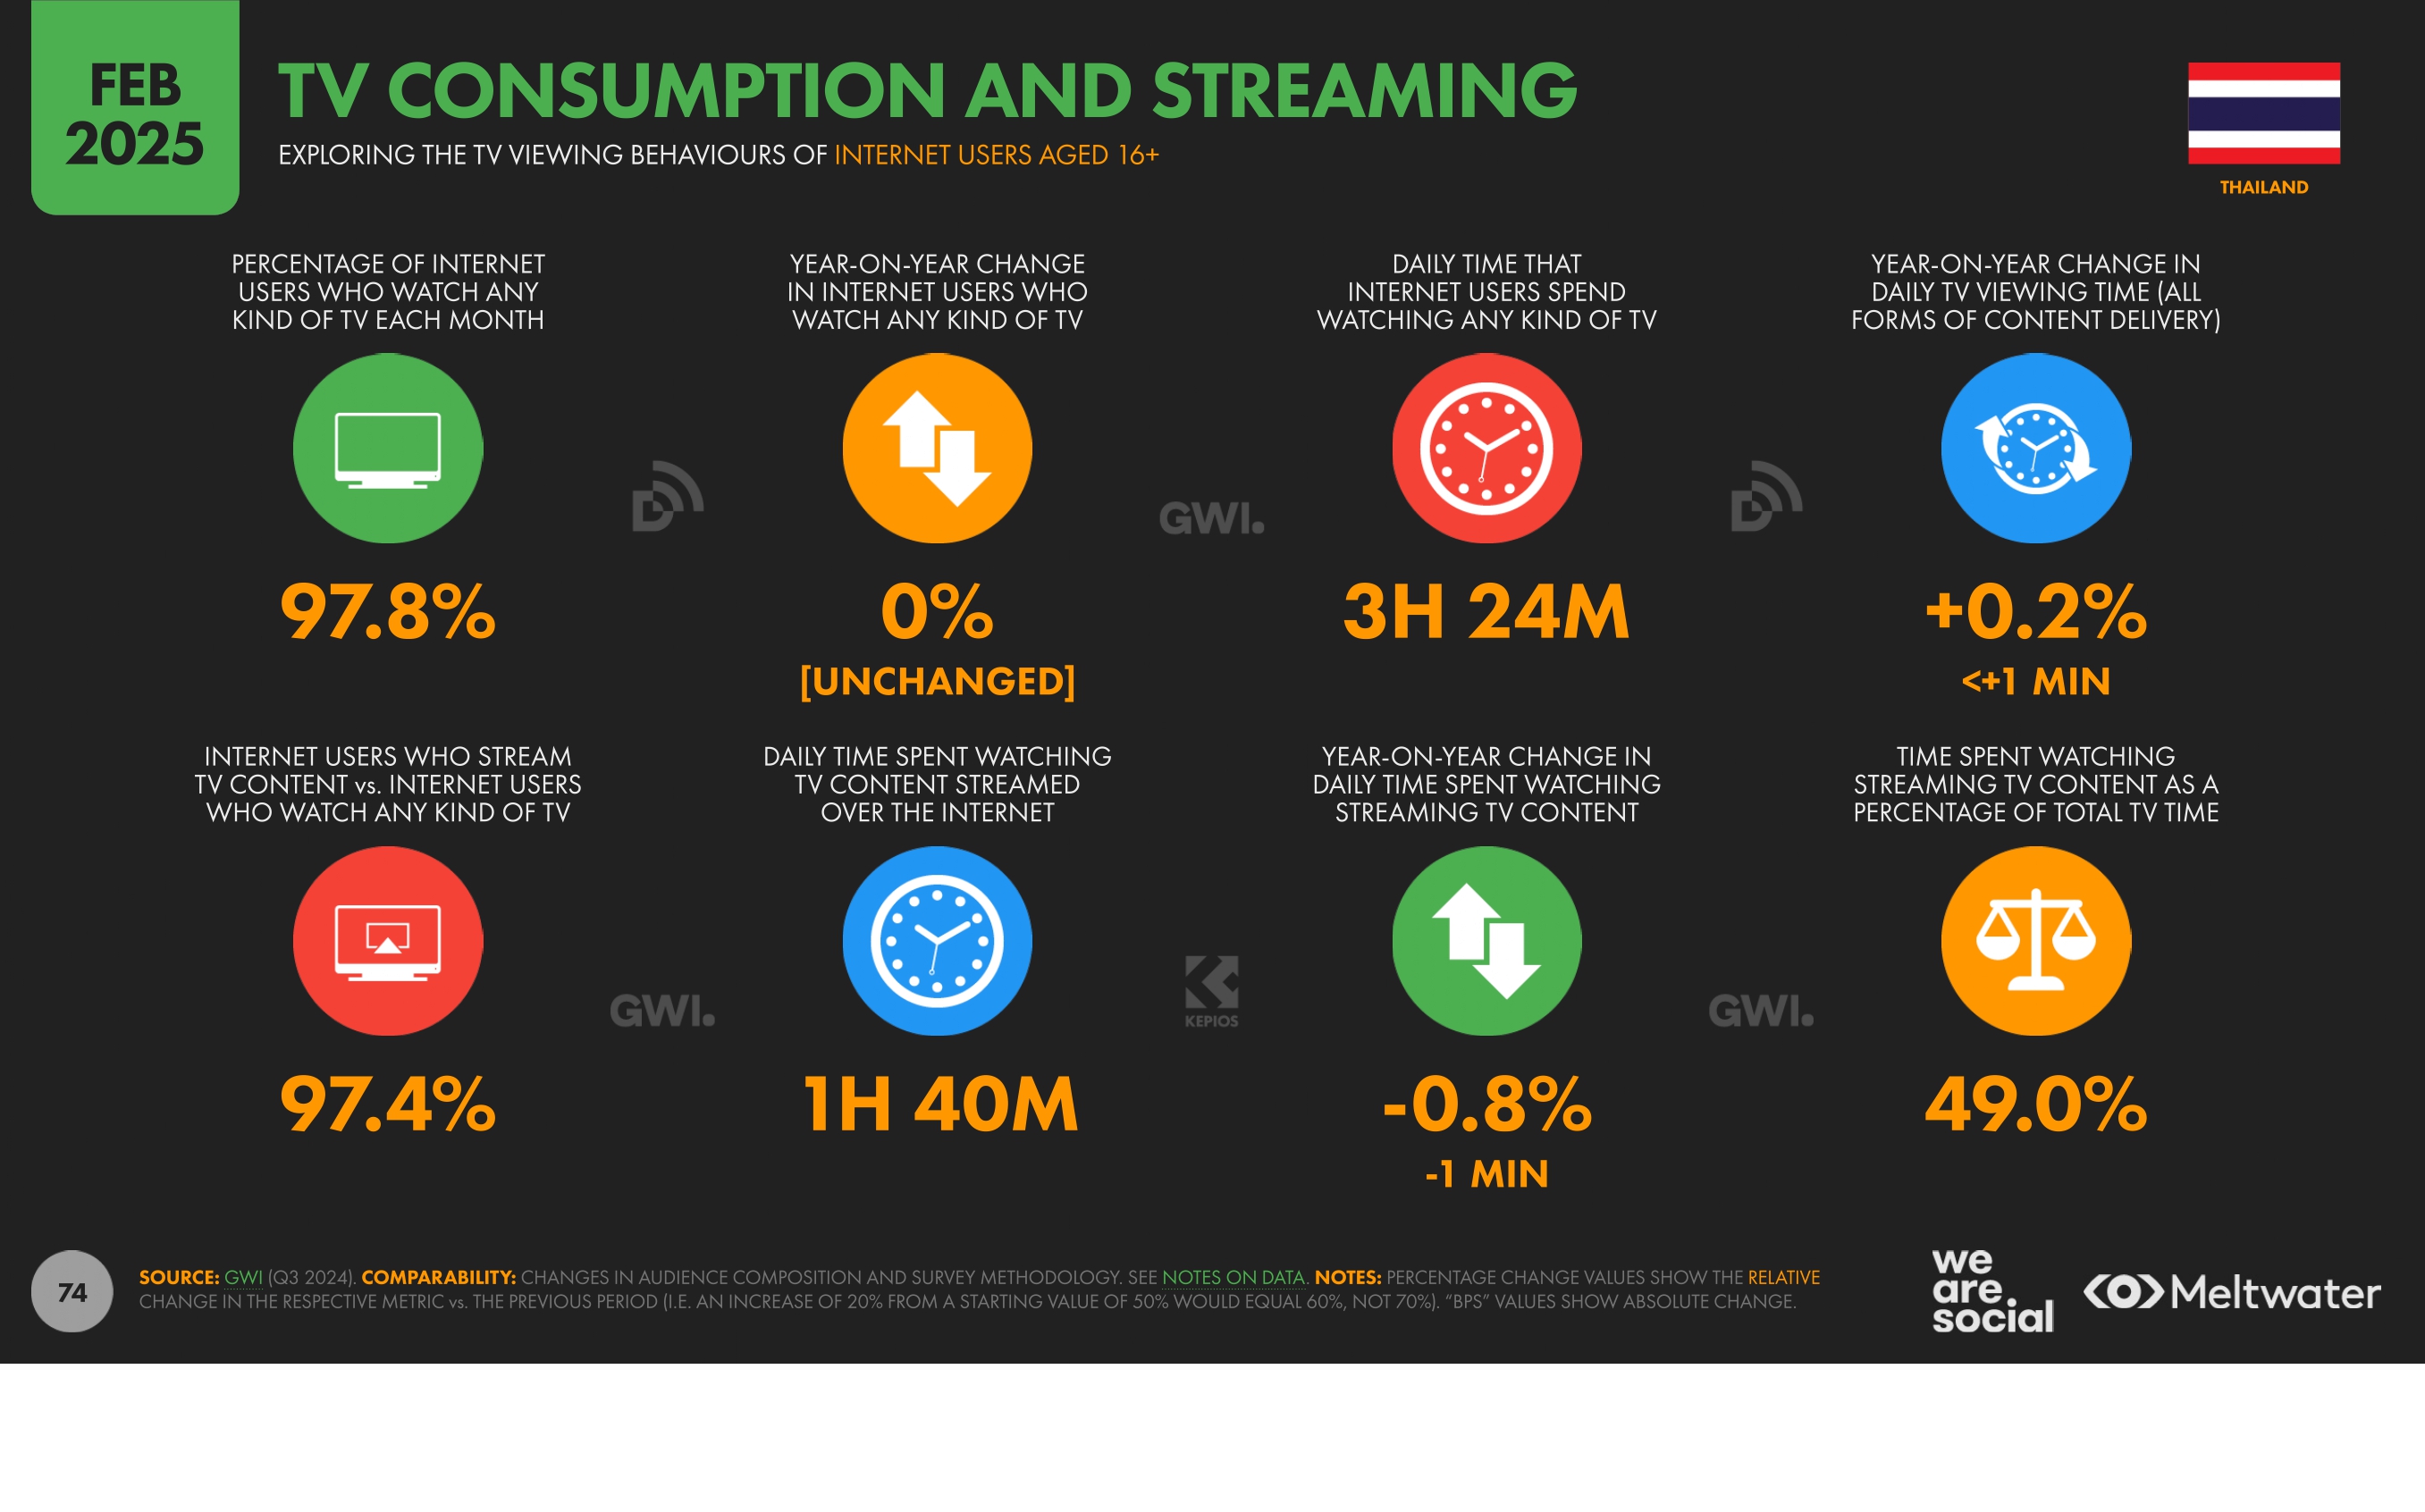 FEB
2025
TV CONSUMPTION AND STREAMING
EXPLORING THE TV VIEWING BEHAVIOURS OF INTERNET USERS AGED 16+
THAILAND
PERCENTAGE OF INTERNET
USERS WHO WATCH ANY
KIND OF TV EACH MONTH
97.8%
YEAR-ON-YEAR CHANGE
IN INTERNET USERS WHO
WATCH ANY KIND OF TV
0%
[UNCHANGED]
DAILY TIME THAT
INTERNET USERS SPEND
WATCHING ANY KIND OF TV
3H 24M
YEAR-ON-YEAR CHANGE IN
DAILY TV VIEWING TIME (ALL
FORMS OF CONTENT DELIVERY)
+0.2%
<+1 MIN
GWI.
INTERNET USERS WHO STREAM
TV CONTENT vs. INTERNET USERS
WHO WATCH ANY KIND OF TV
97.4%
DAILY TIME SPENT WATCHING
TV CONTENT STREAMED
OVER THE INTERNET
1H 40M
YEAR-ON-YEAR CHANGE IN
DAILY TIME SPENT WATCHING
STREAMING TV CONTENT
-0.8%
-1 MIN
TIME SPENT WATCHING
STREAMING TV CONTENT AS A
PERCENTAGE OF TOTAL TV TIME
49.0%
GWI.
KEPIOS
GWI.
74
SOURCE: GWI (Q3 2024). COMPARABILITY: CHANGES IN AUDIENCE COMPOSITION AND SURVEY METHODOLOGY. SEE NOTES ON DATA. NOTES: PERCENTAGE CHANGE VALUES SHOW THE RELATIVE
CHANGE IN THE RESPECTIVE METRIC vs. THE PREVIOUS PERIOD (I.E. AN INCREASE OF 20% FROM A STARTING VALUE OF 50% WOULD EQUAL 60%, NOT 70%). “BPS” VALUES SHOW ABSOLUTE CHANGE.
we
are
social
Meltwater